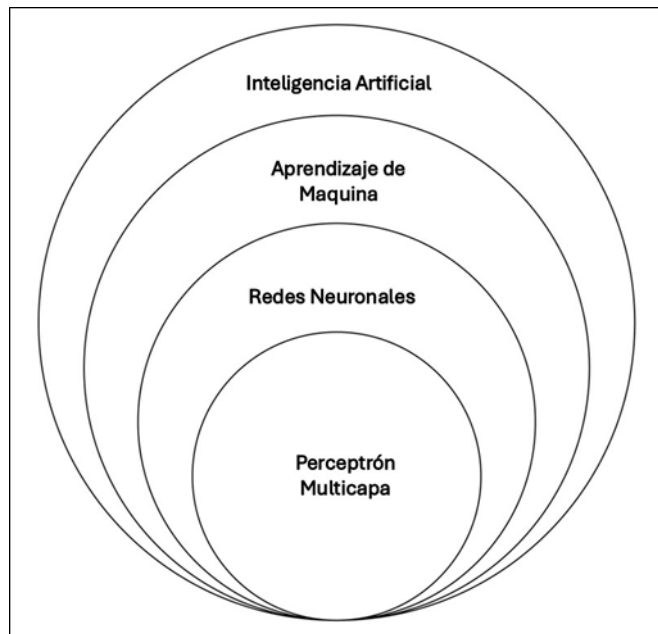 Inteligencia Artificial
Aprendizaje de
Maquina
Redes Neuronales
Perceptrón
Multicapa